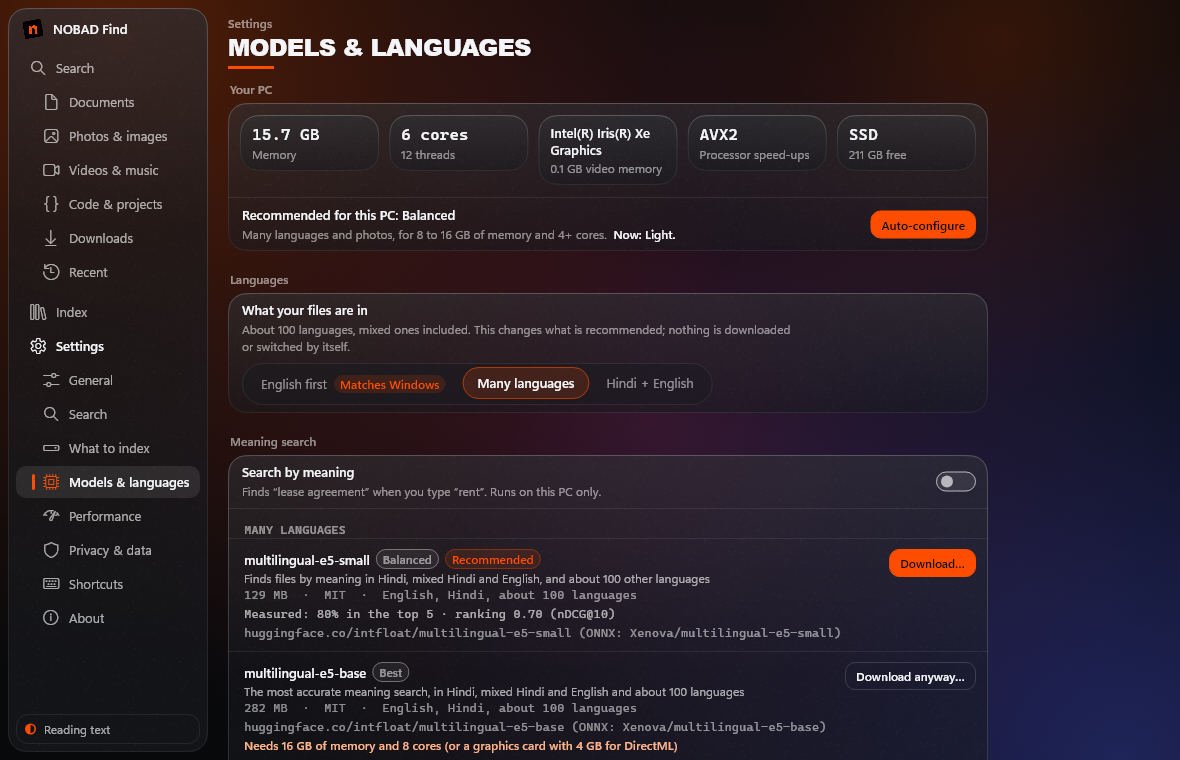 NOBAD Find
Search
Documents
Photos & images
Videos & music
Code & projects
Downloads
Recent
Index
Settings
General
Search
What to index
Models & languages
Performance
Privacy & data
Shortcuts
About
Reading text
Settings
MODELS & LANGUAGES
Your PC
15.7 GB
Memory
6 cores
12 threads
Intel(R) Iris(R) Xe
Graphics
0.1 GB video memory
AVX2
Processor speed-ups
SSD
211 GB free
Recommended for this PC: Balanced
Many languages and photos, for 8 to 16 GB of memory and 4+ cores. Now: Light.
Auto-configure
Languages
What your files are in
About 100 languages, mixed ones included. This changes what is recommended; nothing is downloaded
or switched by itself.
English first Matches Windows Many languages Hindi + English
Meaning search
Search by meaning
Finds "lease agreement" when you type "rent". Runs on this PC only.
MANY LANGUAGES
multilingual-e5-small Balanced Recommended
Download...
Finds files by meaning in Hindi, mixed Hindi and English, and about 100 other languages
129 MB · MIT · English, Hindi, about 100 languages
Measured: 80% in the top 5 · ranking 0.70 (nDCG@10)
huggingface.co/intfloat/multilingual-e5-small (ONNX: Xenova/multilingual-e5-small)
multilingual-e5-base Best
Download anyway...
The most accurate meaning search, in Hindi, mixed Hindi and English and about 100 languages
282 MB · MIT · English, Hindi, about 100 languages
huggingface.co/intfloat/multilingual-e5-base (ONNX: Xenova/multilingual-e5-base)
Needs 16 GB of memory and 8 cores (or a graphics card with 4 GB for DirectML)